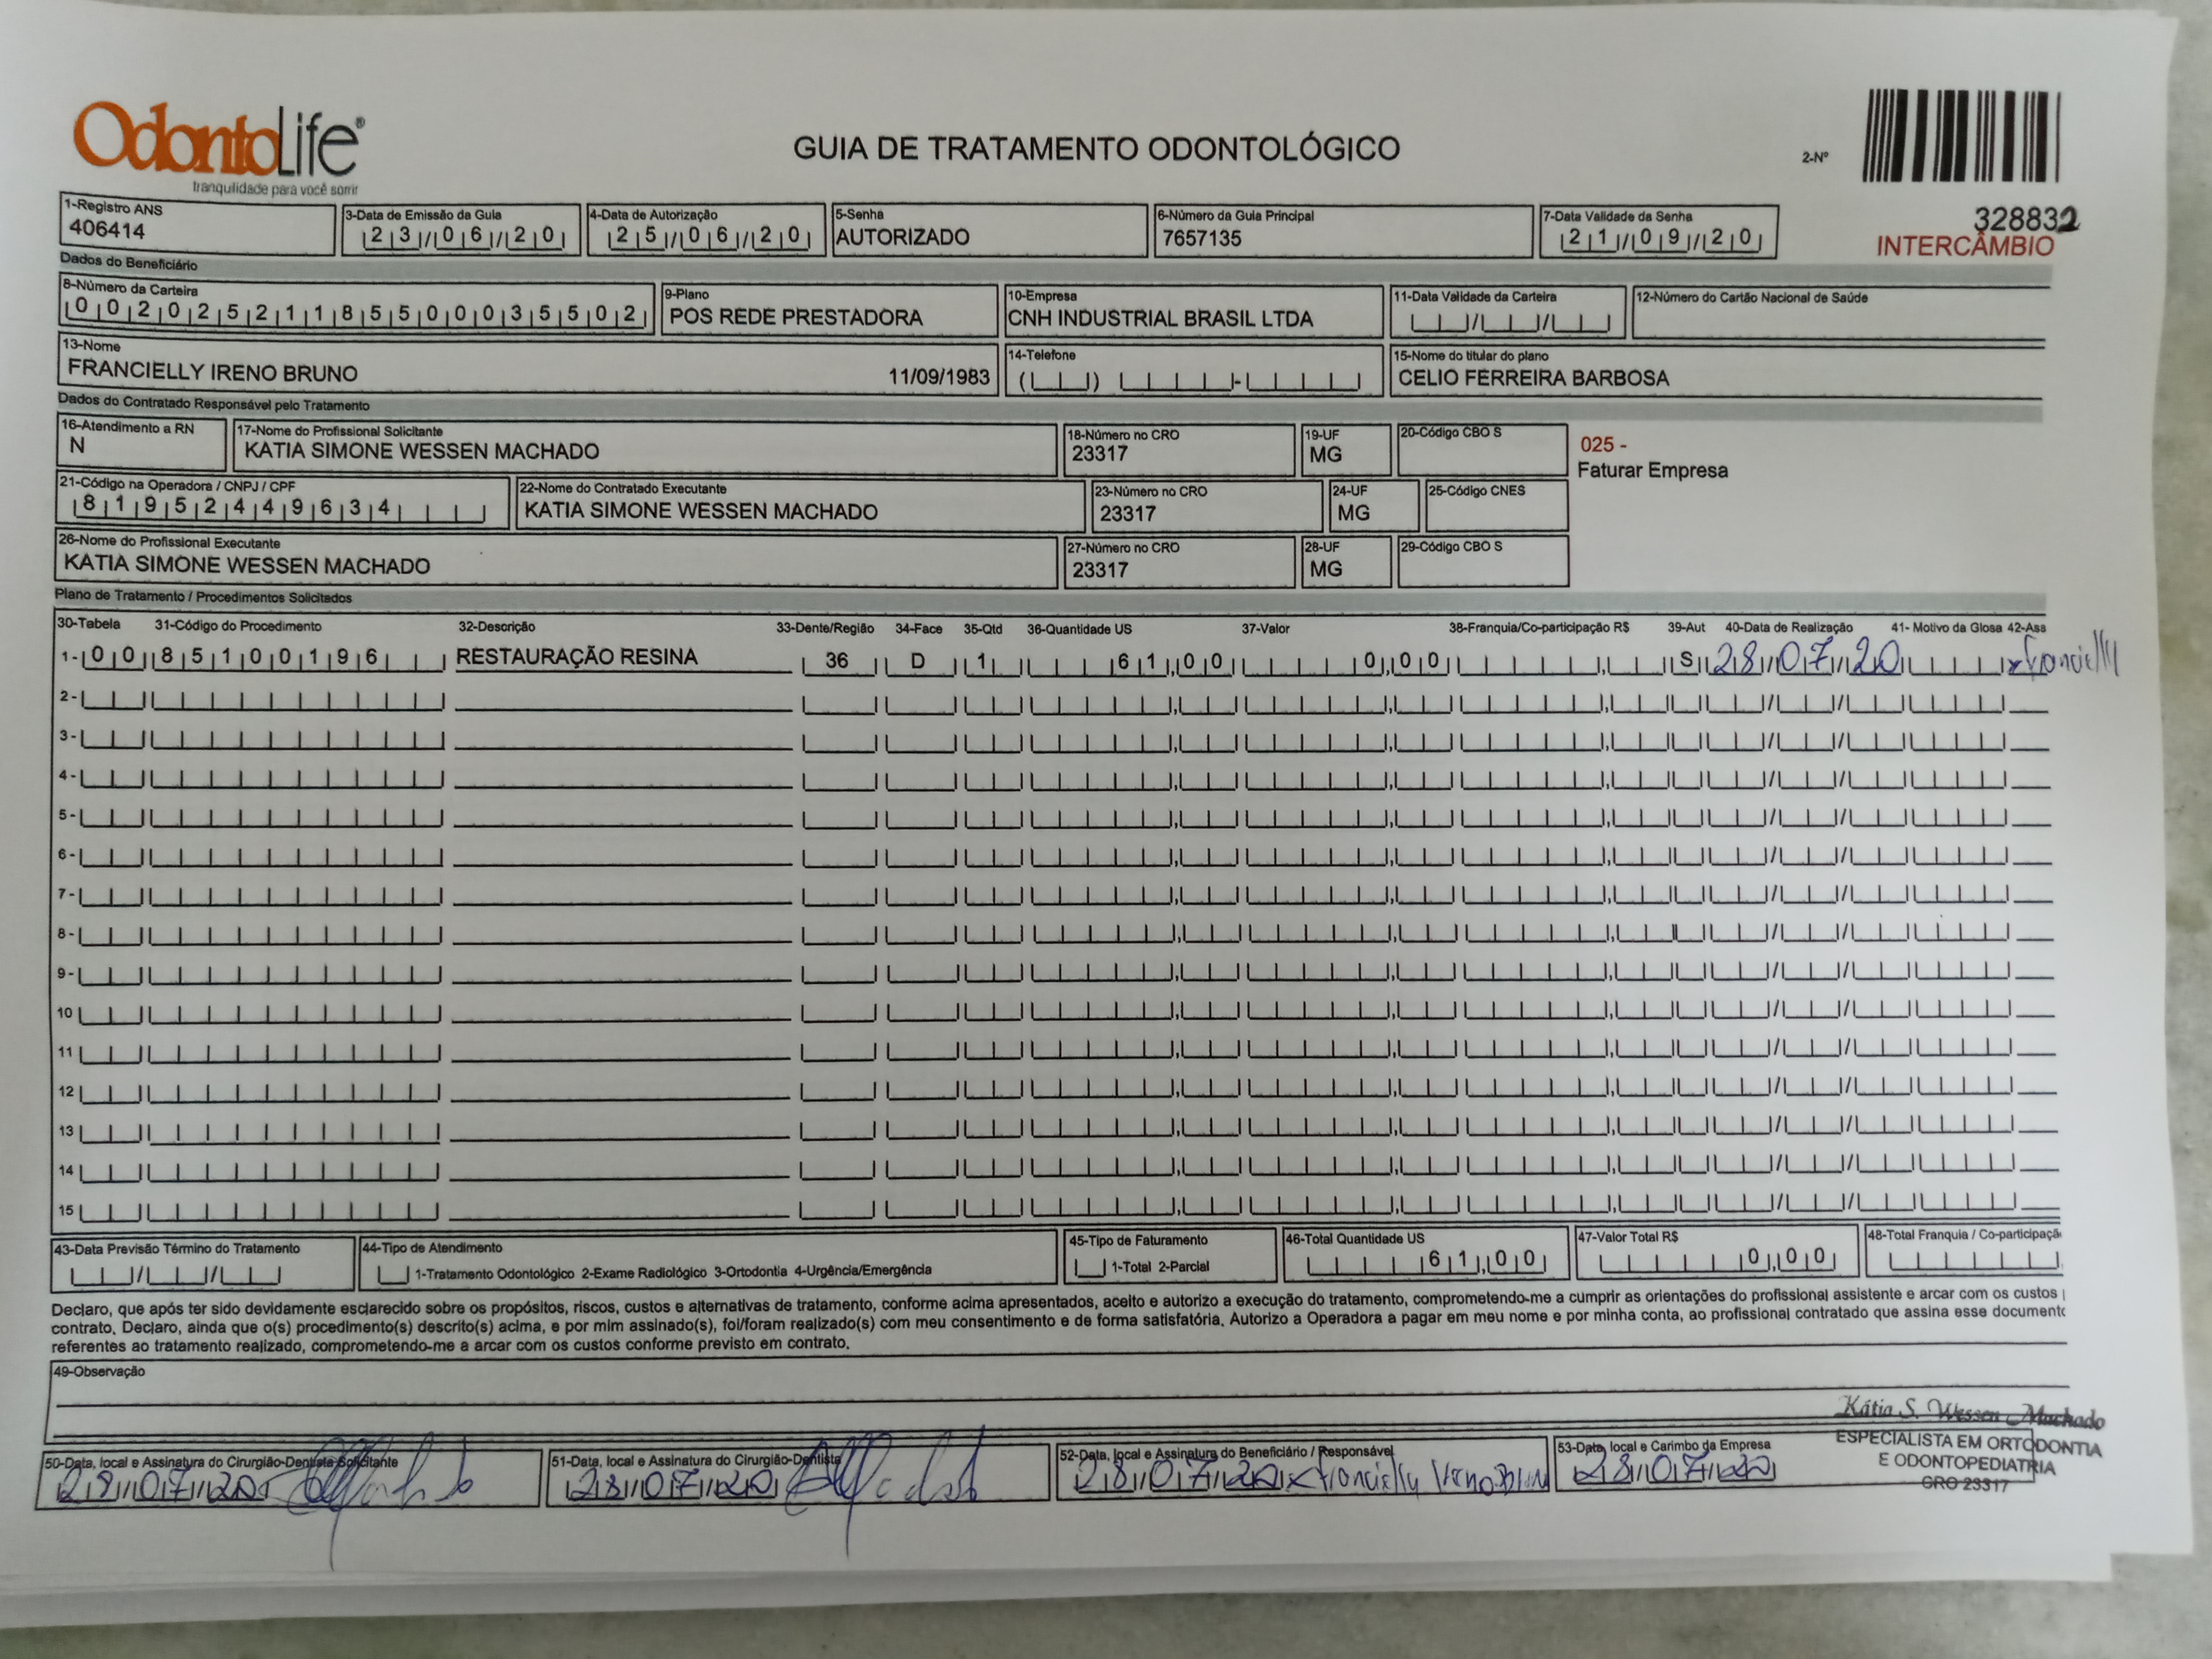 OdontoLife®
tranquilidade para você sorrir
GUIA DE TRATAMENTO ODONTOLÓGICO
2-Nº
328832
INTERCÂMBIO
1-Registro ANS
406414
3-Data de Emissão da Guia
23/06/20
4-Data de Autorização
25/06/20
5-Senha
AUTORIZADO
6-Número da Guia Principal
7657135
7-Data Validade da Senha
21/09/20
Dados do Beneficiário
8-Número da Carteira
00202521185500035502
9-Plano
POS REDE PRESTADORA
10-Empresa
CNH INDUSTRIAL BRASIL LTDA
11-Data Validade da Carteira
12-Número do Cartão Nacional de Saúde
13-Nome
FRANCIELLY IRENO BRUNO 11/09/1983
14-Telefone
15-Nome do titular do plano
CELIO FERREIRA BARBOSA
Dados do Contratado Responsável pelo Tratamento
16-Atendimento a RN
N
17-Nome do Profissional Solicitante
KATIA SIMONE WESSEN MACHADO
18-Número no CRO
23317
19-UF
MG
20-Código CBO S
025 -
Faturar Empresa
21-Código na Operadora / CNPJ / CPF
81952449634
22-Nome do Contratado Executante
KATIA SIMONE WESSEN MACHADO
23-Número no CRO
23317
24-UF
MG
25-Código CNES
26-Nome do Profissional Executante
KATIA SIMONE WESSEN MACHADO
27-Número no CRO
23317
28-UF
MG
29-Código CBO S
Plano de Tratamento / Procedimentos Solicitados
30-Tabela 31-Código do Procedimento 32-Descrição 33-Dente/Região 34-Face 35-Qtd 36-Quantidade US 37-Valor 38-Franquia/Co-participação R$ 39-Aut 40-Data de Realização 41- Motivo da Glosa 42-Ass
1- 00 85100196 RESTAURAÇÃO RESINA 36 D 1 61,00 0,00 S 28/07/20 x Francielly
2-
3-
4-
5-
6-
7-
8-
9-
10
11
12
13
14
15
43-Data Previsão Término do Tratamento
44-Tipo de Atendimento
1-Tratamento Odontológico 2-Exame Radiológico 3-Ortodontia 4-Urgência/Emergência
45-Tipo de Faturamento
1-Total 2-Parcial
46-Total Quantidade US
61,00
47-Valor Total R$
0,00
48-Total Franquia / Co-participaçã
Declaro, que após ter sido devidamente esclarecido sobre os propósitos, riscos, custos e alternativas de tratamento, conforme acima apresentados, aceito e autorizo a execução do tratamento, comprometendo-me a cumprir as orientações do profissional assistente e arcar com os custos
contrato. Declaro, ainda que o(s) procedimento(s) descrito(s) acima, e por mim assinado(s), foi/foram realizado(s) com meu consentimento e de forma satisfatória. Autorizo a Operadora a pagar em meu nome e por minha conta, ao profissional contratado que assina esse documento
referentes ao tratamento realizado, comprometendo-me a arcar com os custos conforme previsto em contrato.
49-Observação
Kátia S. Wessen Machado
ESPECIALISTA EM ORTODONTIA
E ODONTOPEDIATRIA
CRO 23317
50-Data, local e Assinatura do Cirurgião-Dentista Solicitante
28/07/20
51-Data, local e Assinatura do Cirurgião-Dentista
28/07/20
52-Data, local e Assinatura do Beneficiário / Responsável
28/07/20 x Francielly Ireno Bruno
53-Data, local e Carimbo da Empresa
28/07/20